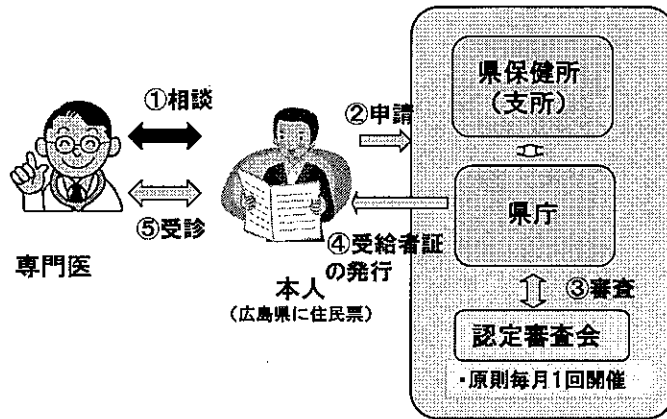 ①相談
⑤受診
専門医
②申請
④受給者証
の発行
本人
(広島県に住民票)
県保健所
(支所)
県庁
③審査
認定審査会
・原則毎月1回開催